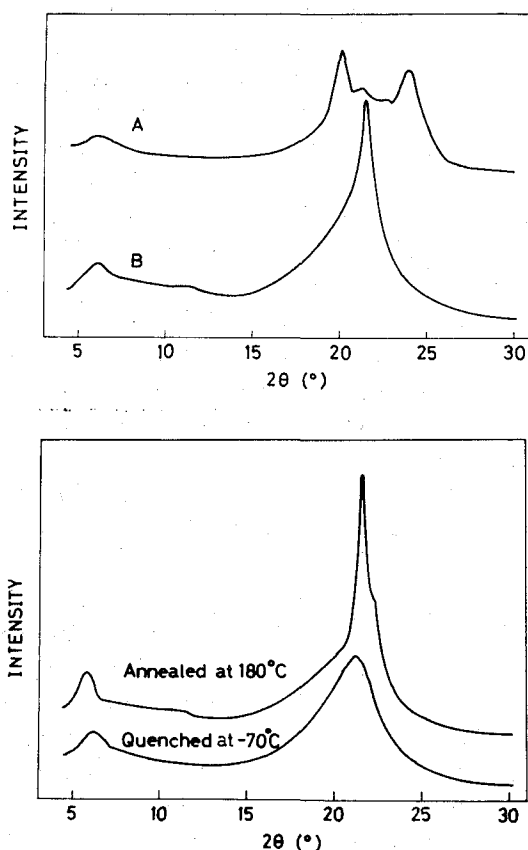 INTENSITY
A
B
5 10 15 20 25 30
2θ (°)
INTENSITY
Annealed at 180°C
Quenched at -70°C
5 10 15 20 25 30
2θ (°)